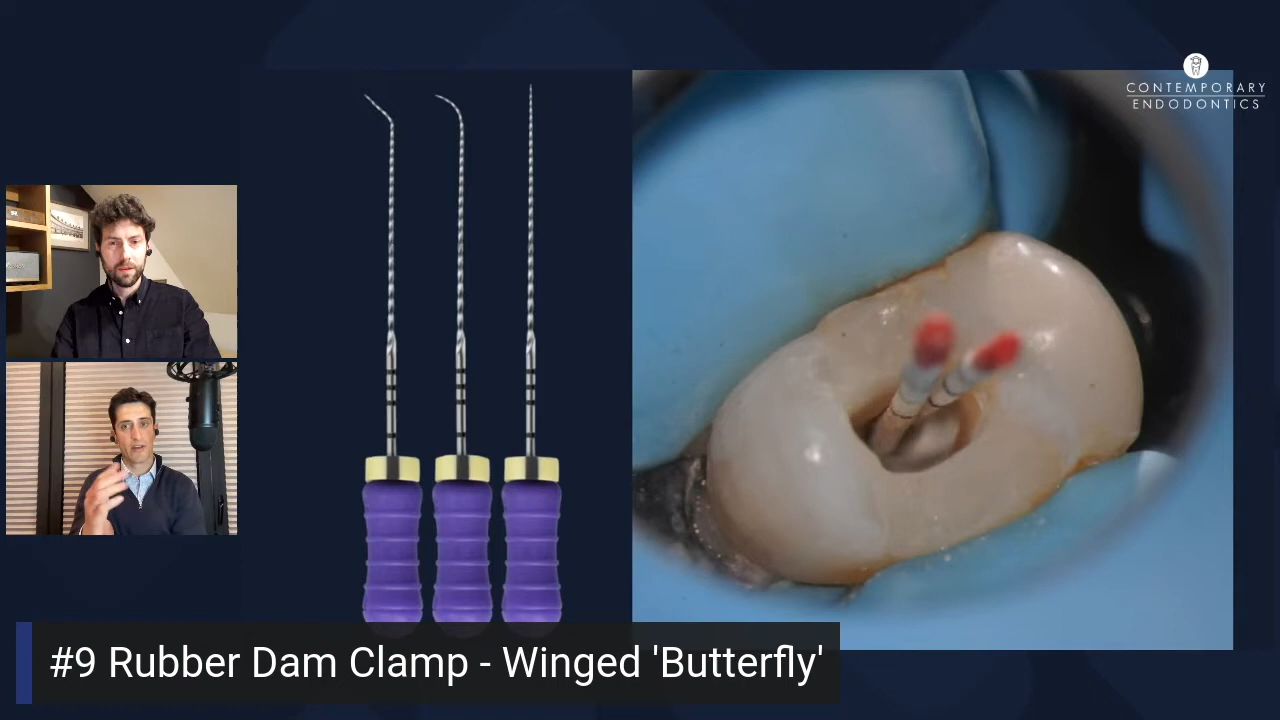 CONTEMPORARY
ENDODONTICS
#9 Rubber Dam Clamp - Winged 'Butterfly'